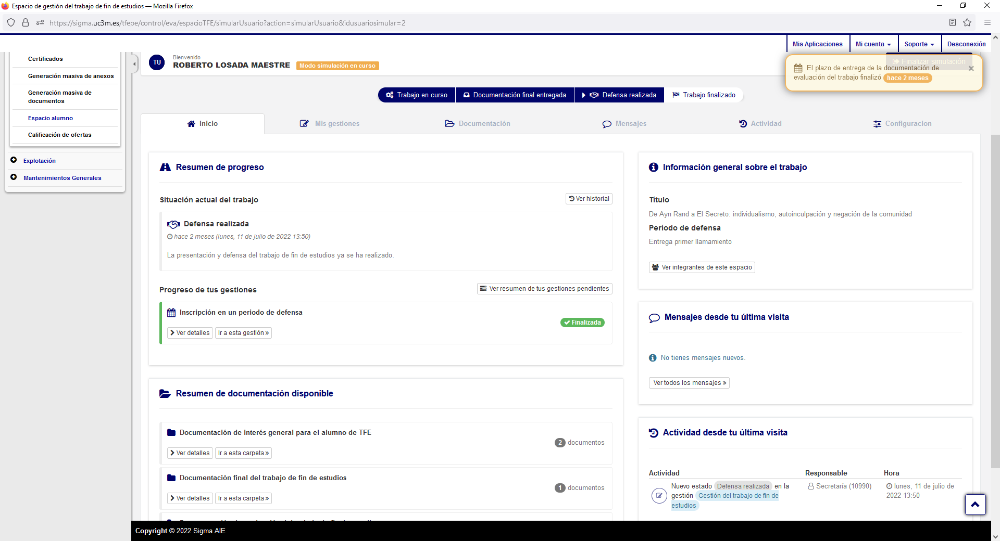 Espacio de gestión del trabajo de fin de estudios — Mozilla Firefox
https://sigma.uc3m.es/tfepe/control/eva/espacioTFE/simularUsuario?action=simularUsuario&idusuariosimular=2
Mis Aplicaciones
Mi cuenta
Soporte
Desconexión
Certificados
Generación masiva de anexos
Generación masiva de
documentos
Espacio alumno
Calificación de ofertas
Explotación
Mantenimientos Generales
TU
Bienvenido
ROBERTO LOSADA MAESTRE
Modo simulación en curso
Finalizar simulación
El plazo de entrega de la documentación de
evaluación del trabajo finalizó hace 2 meses
Trabajo en curso
Documentación final entregada
Defensa realizada
Trabajo finalizado
Inicio
Mis gestiones
Documentación
Mensajes
Actividad
Configuracion
Resumen de progreso
Situación actual del trabajo
Ver historial
Defensa realizada
hace 2 meses (lunes, 11 de julio de 2022 13:50)
La presentación y defensa del trabajo de fin de estudios ya se ha realizado.
Progreso de tus gestiones
Ver resumen de tus gestiones pendientes
Inscripción en un periodo de defensa
Finalizada
Ver detalles
Ir a esta gestión »
Resumen de documentación disponible
Documentación de interés general para el alumno de TFE
2 documentos
Ver detalles
Ir a esta carpeta »
Documentación final del trabajo de fin de estudios
1 documentos
Ver detalles
Ir a esta carpeta »
Información general sobre el trabajo
Título
De Ayn Rand a El Secreto: individualismo, autoinculpación y negación de la comunidad
Período de defensa
Entrega primer llamamiento
Ver integrantes de este espacio
Mensajes desde tu última visita
No tienes mensajes nuevos.
Ver todos los mensajes »
Actividad desde tu última visita
Actividad
Responsable
Hora
Nuevo estado Defensa realizada en la
gestión Gestión del trabajo de fin de
estudios
Secretaría (10990)
lunes, 11 de julio de
2022 13:50
Copyright © 2022 Sigma AIE